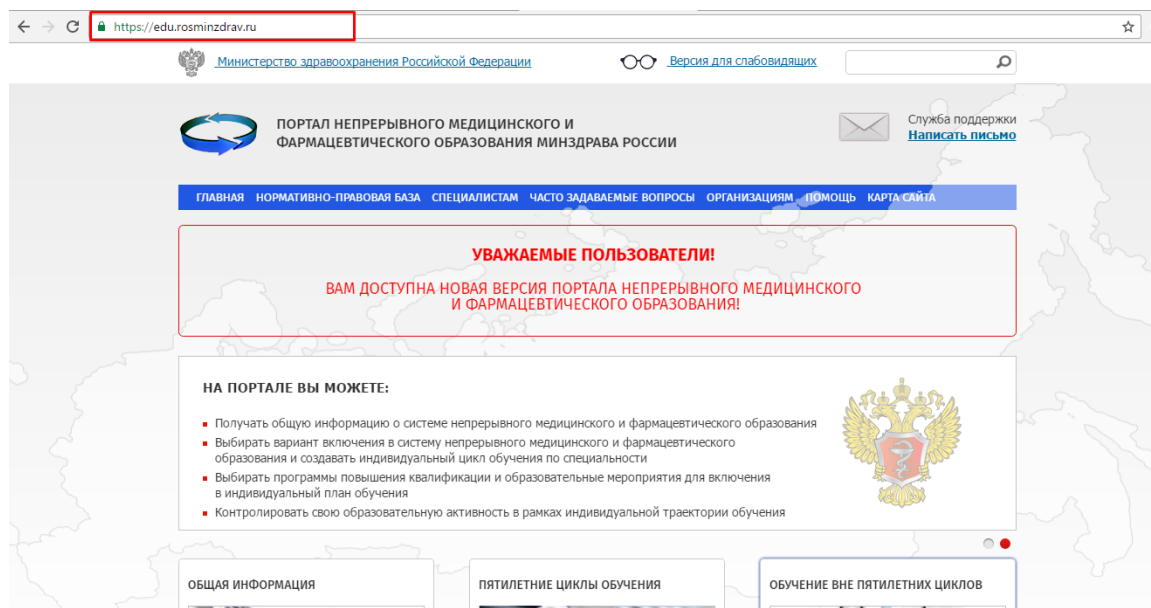 https://edu.rosminzdrav.ru
Министерство здравоохранения Российской Федерации
Версия для слабовидящих
ПОРТАЛ НЕПРЕРЫВНОГО МЕДИЦИНСКОГО И
ФАРМАЦЕВТИЧЕСКОГО ОБРАЗОВАНИЯ МИНЗДРАВА РОССИИ
Служба поддержки
Написать письмо
ГЛАВНАЯ НОРМАТИВНО-ПРАВОВАЯ БАЗА СПЕЦИАЛИСТАМ ЧАСТО ЗАДАВАЕМЫЕ ВОПРОСЫ ОРГАНИЗАЦИЯМ ПОМОЩЬ КАРТА САЙТА
УВАЖАЕМЫЕ ПОЛЬЗОВАТЕЛИ!
ВАМ ДОСТУПНА НОВАЯ ВЕРСИЯ ПОРТАЛА НЕПРЕРЫВНОГО МЕДИЦИНСКОГО
И ФАРМАЦЕВТИЧЕСКОГО ОБРАЗОВАНИЯ!
НА ПОРТАЛЕ ВЫ МОЖЕТЕ:
Получать общую информацию о системе непрерывного медицинского и фармацевтического образования
Выбирать вариант включения в систему непрерывного медицинского и фармацевтического
образования и создавать индивидуальный цикл обучения по специальности
Выбирать программы повышения квалификации и образовательные мероприятия для включения
в индивидуальный план обучения
Контролировать свою образовательную активность в рамках индивидуальной траектории обучения
ОБЩАЯ ИНФОРМАЦИЯ
ПЯТИЛЕТНИЕ ЦИКЛЫ ОБУЧЕНИЯ
ОБУЧЕНИЕ ВНЕ ПЯТИЛЕТНИХ ЦИКЛОВ